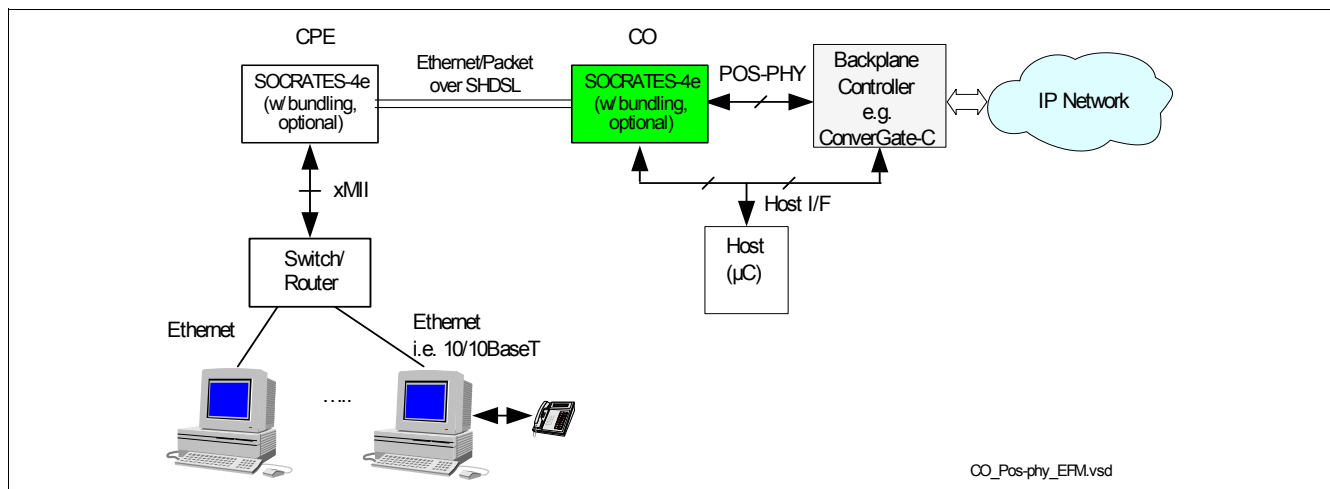 CPE
SOCRATES-4e
(w/ bundling,
optional)
Ethernet/Packet
over SHDSL
CO
SOCRATES-4e
(w/ bundling,
optional)
POS-PHY
Backplane
Controller
e.g.
ConverGate-C
IP Network
xMII
Host I/F
Host
(µC)
Switch/
Router
Ethernet
Ethernet
i.e. 10/10BaseT
.....
CO_Pos-phy_EFM.vsd